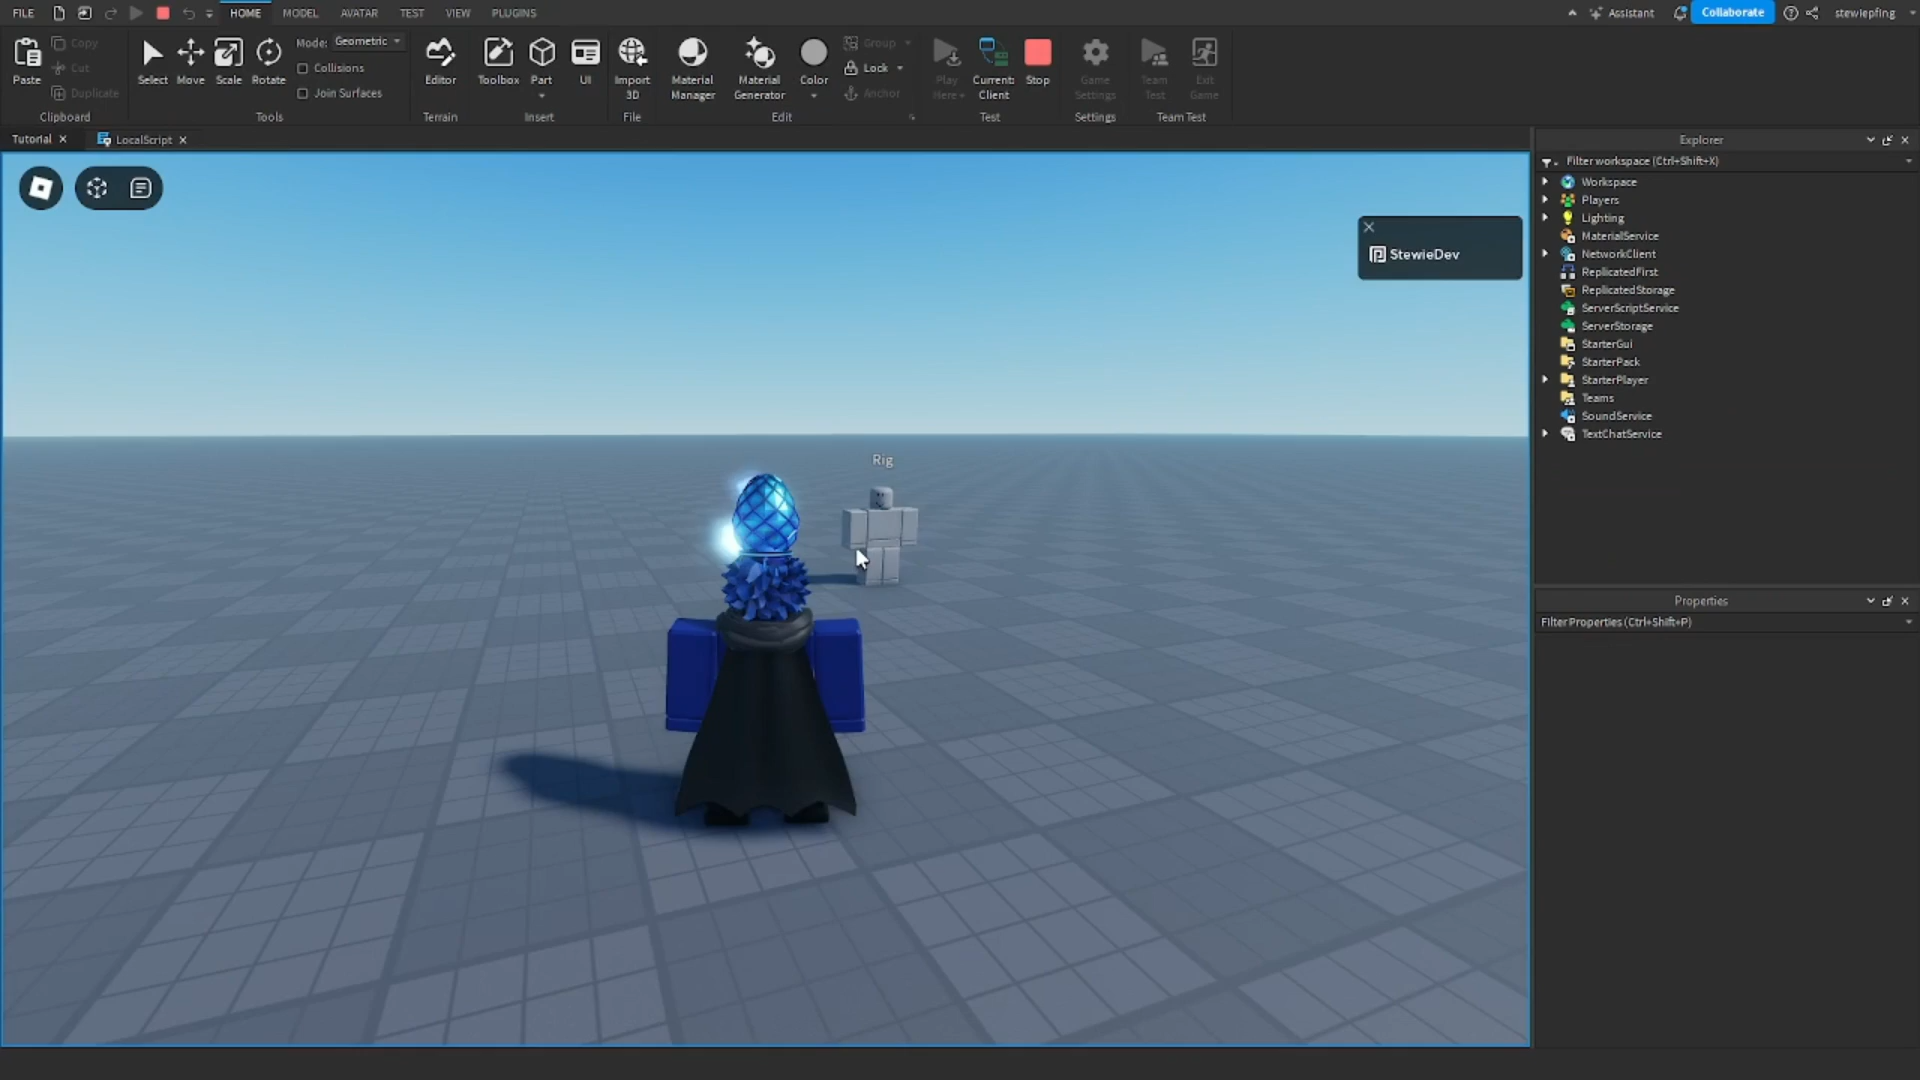 FILE HOME MODEL AVATAR TEST VIEW PLUGINS Assistant Collaborate stewiepfing
Paste
Copy
Cut
Duplicate
Clipboard
Select Move Scale Rotate
Mode: Geometric
Collisions
Join Surfaces
Tools
Editor
Terrain
Toolbox Part UI
Insert
Import
3D
File
Material
Manager
Material
Generator
Color
Group
Lock
Anchor
Edit
Play
Here
Current:
Client
Stop
Test
Game
Settings
Settings
Team
Test
Exit
Game
Team Test
Tutorial
LocalScript
StewieDev
Rig
Explorer
Filter workspace (Ctrl+Shift+X)
Workspace
Players
Lighting
MaterialService
NetworkClient
ReplicatedFirst
ReplicatedStorage
ServerScriptService
ServerStorage
StarterGui
StarterPack
StarterPlayer
Teams
SoundService
TextChatService
Properties
Filter Properties (Ctrl+Shift+P)